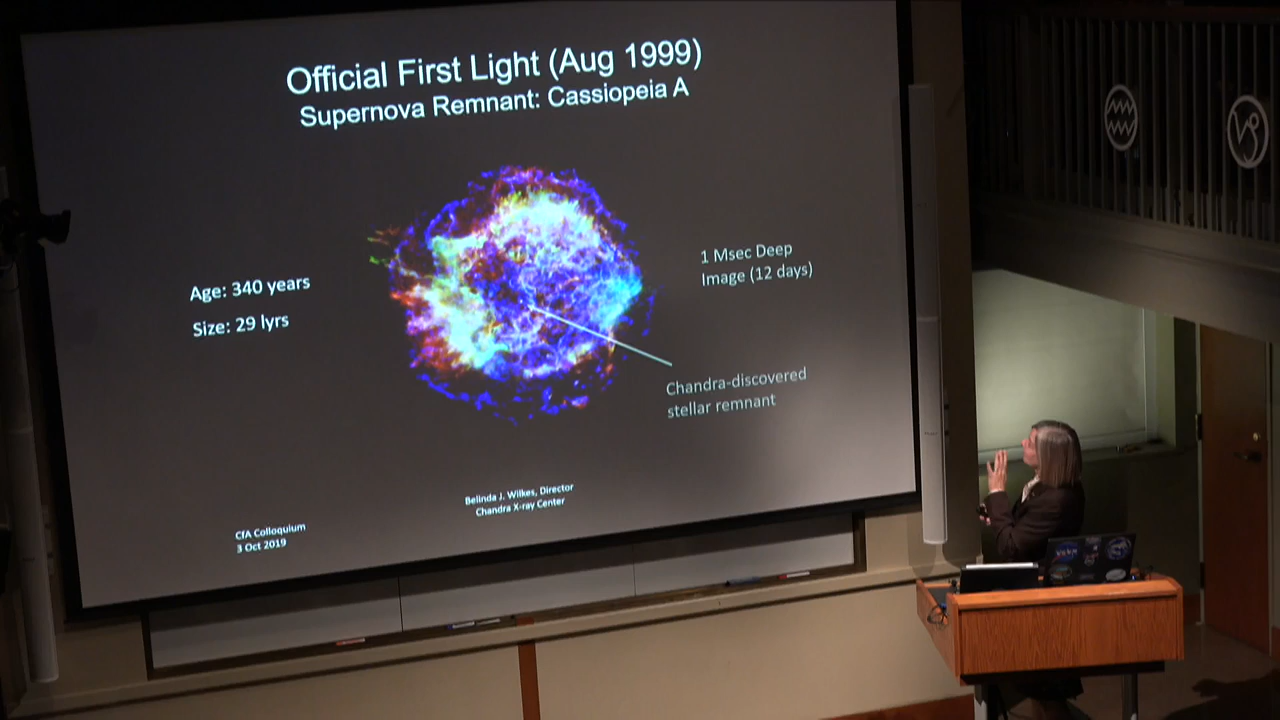 Official First Light (Aug 1999)
Supernova Remnant: Cassiopeia A
Age: 340 years
Size: 29 lyrs
1 Msec Deep
Image (12 days)
Chandra-discovered
stellar remnant
Belinda J. Wilkes, Director
Chandra X-ray Center
CfA Colloquium
3 Oct 2019